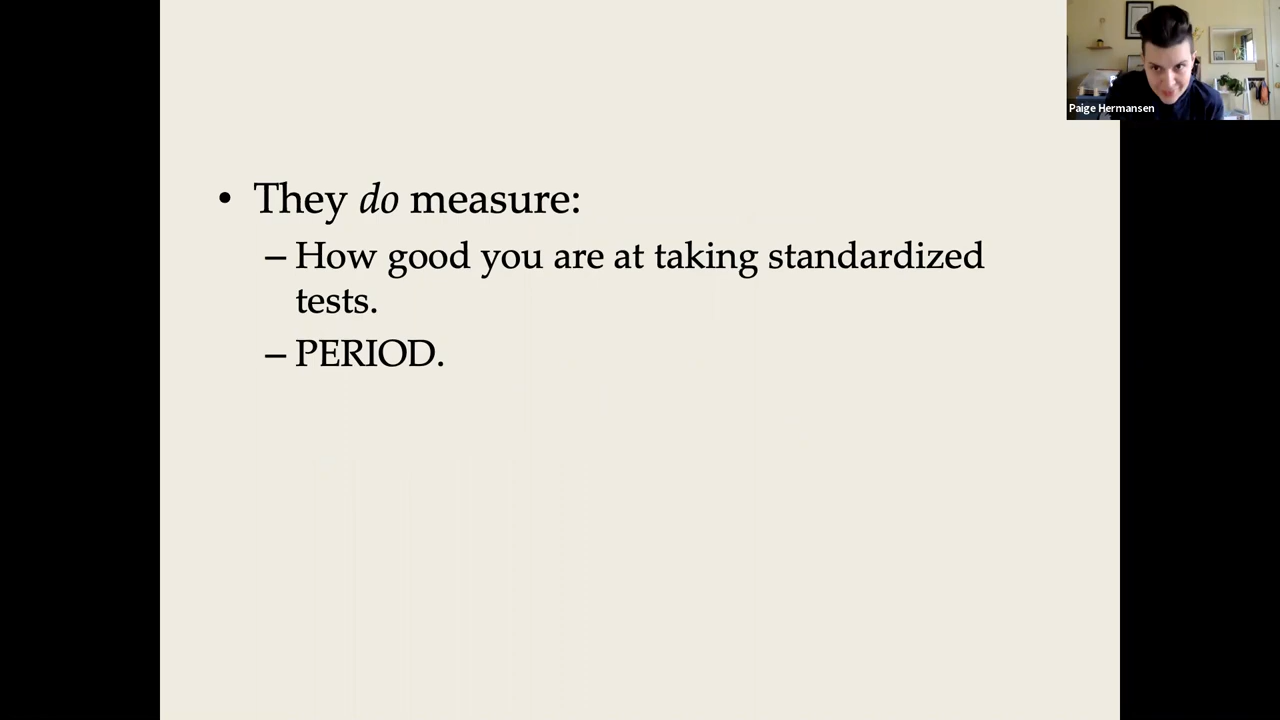 Paige Hermansen
• They do measure:
– How good you are at taking standardized
tests.
– PERIOD.